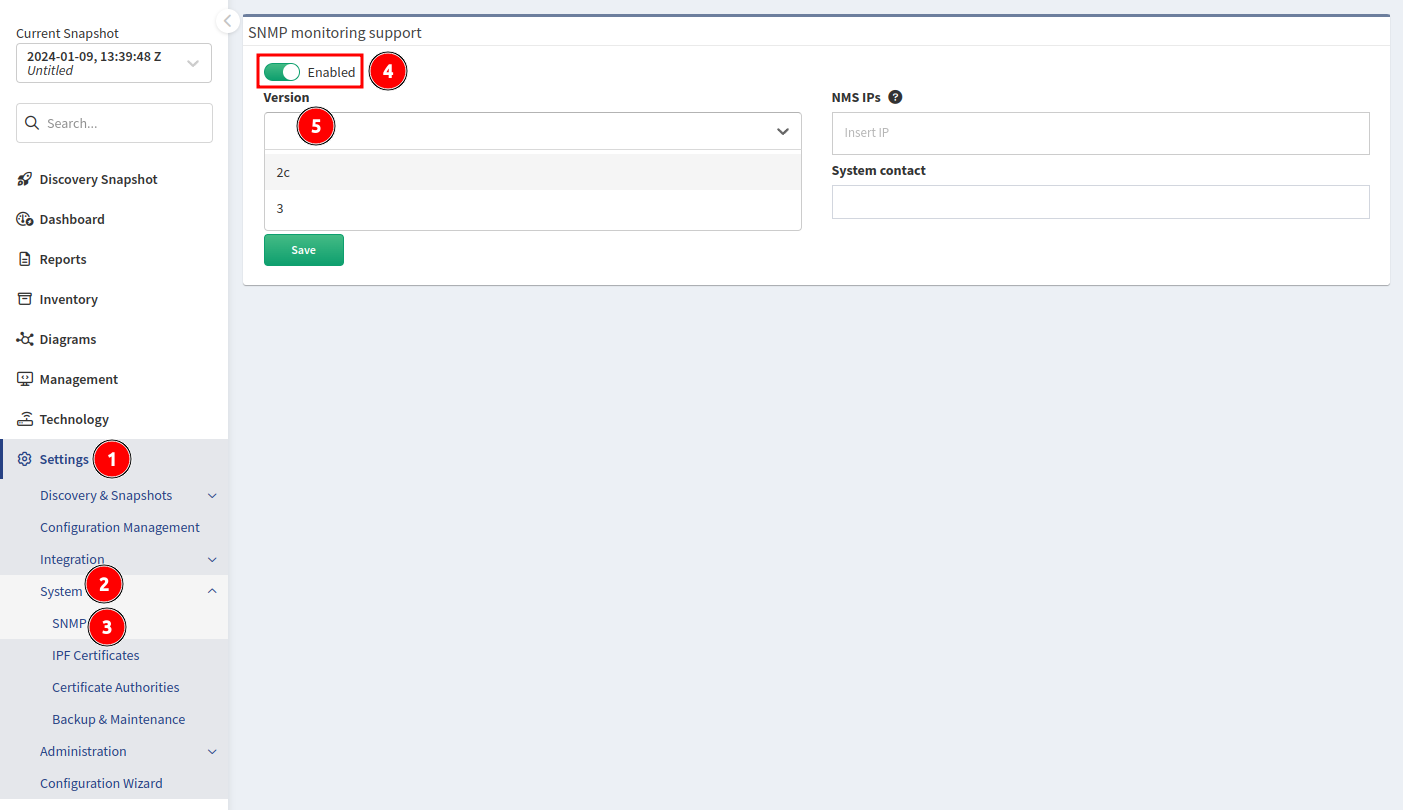 Current Snapshot
2024-01-09, 13:39:48 Z
Untitled
Search...
Discovery Snapshot
Dashboard
Reports
Inventory
Diagrams
Management
Technology
Settings 1
Discovery & Snapshots
Configuration Management
Integration
System 2
SNMP 3
IPF Certificates
Certificate Authorities
Backup & Maintenance
Administration
Configuration Wizard
SNMP monitoring support
Enabled 4
Version
5
2c
3
Save
NMS IPs ?
Insert IP
System contact